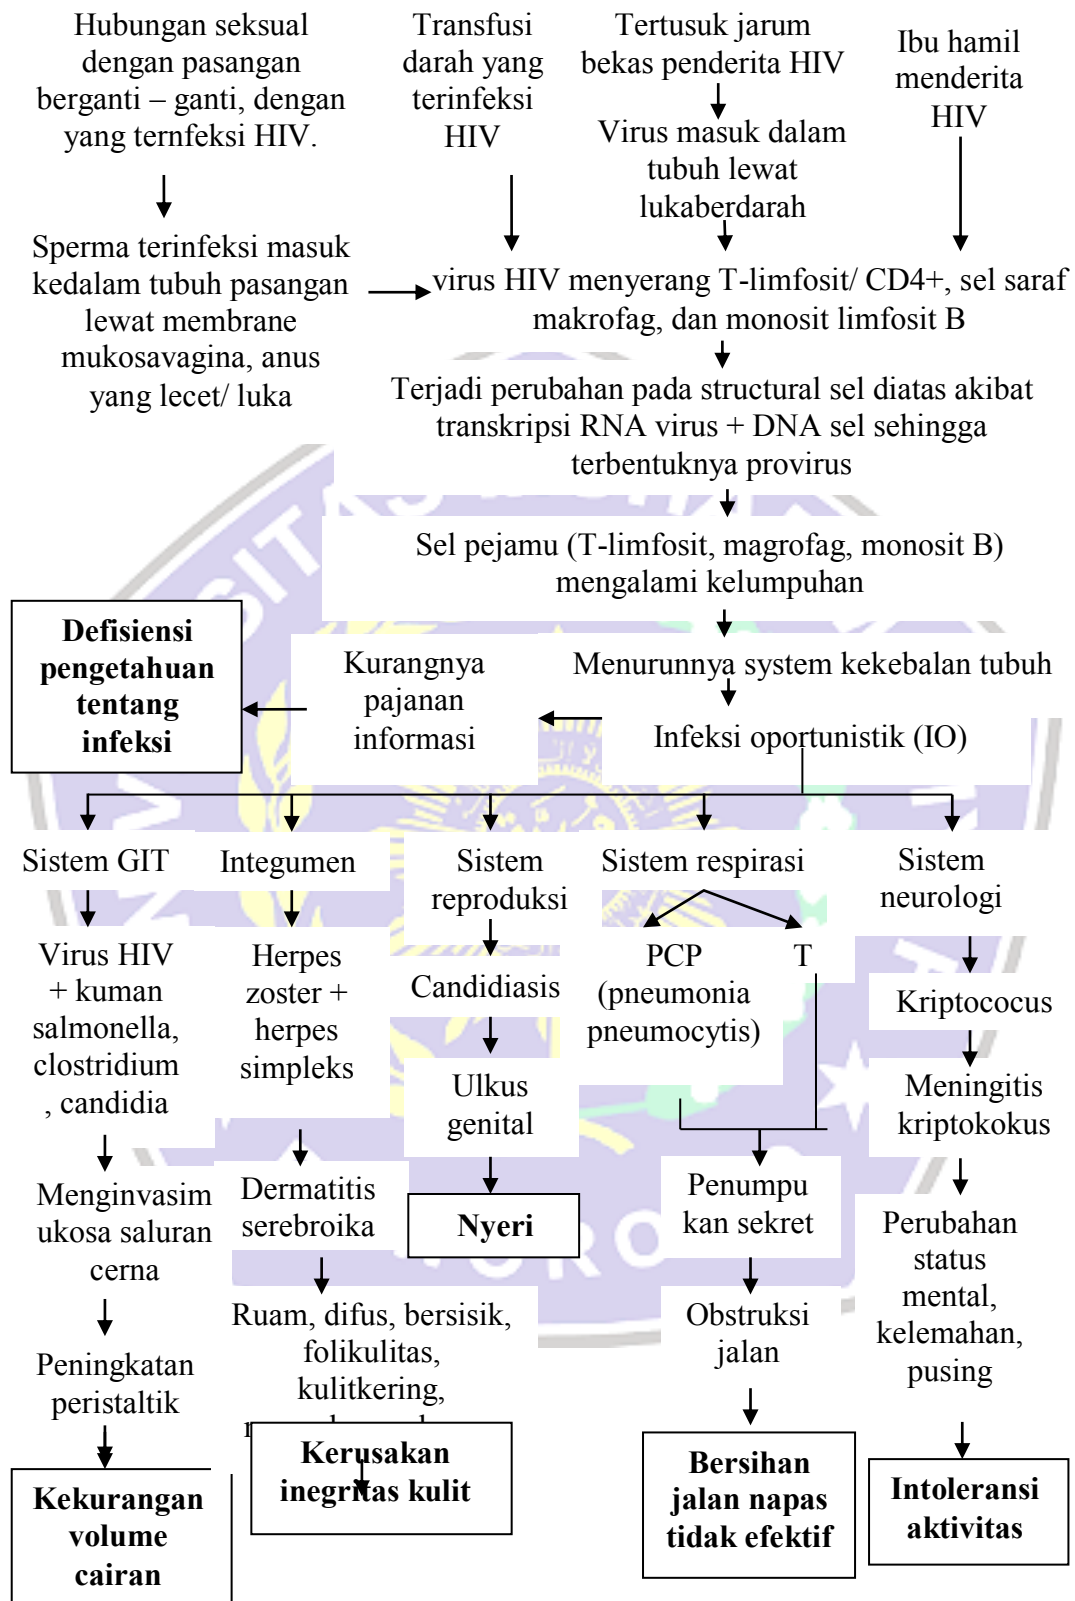 Hubungan seksual
dengan pasangan
berganti – ganti, dengan
yang ternfeksi HIV.
Transfusi
darah yang
terinfeksi
HIV
Tertusuk jarum
bekas penderita HIV
Virus masuk dalam
tubuh lewat
lukaberdarah
Ibu hamil
menderita
HIV
Sperma terinfeksi masuk
kedalam tubuh pasangan
lewat membrane
mukosavagina, anus
yang lecet/ luka
virus HIV menyerang T-limfosit/ CD4+, sel saraf
makrofag, dan monosit limfosit B
Terjadi perubahan pada structural sel diatas akibat
transkripsi RNA virus + DNA sel sehingga
terbentuknya provirus
Sel pejamu (T-limfosit, magrofag, monosit B)
mengalami kelumpuhan
Defisiensi
pengetahuan
tentang
infeksi
Kurangnya
pajanan
informasi
Menurunnya system kekebalan tubuh
Infeksi oportunistik (IO)
Sistem GIT
Integumen
Sistem
reproduksi
Sistem respirasi
Sistem
neurologi
Virus HIV
+ kuman
salmonella,
clostridium
, candidia
Herpes
zoster +
herpes
simpleks
Candidiasis
PCP
(pneumonia
pneumocytis)
T
Kriptococus
Ulkus
genital
Meningitis
kriptokokus
Menginvasim
ukosa saluran
cerna
Dermatitis
serebroika
Nyeri
Penumpu
kan sekret
Perubahan
status
mental,
kelemahan,
pusing
Ruam, difus, bersisik,
folikulitas,
kulitkering,
Obstruksi
jalan
Peningkatan
peristaltik
Kekurangan
volume
cairan
Kerusakan
inegritas kulit
Bersihan
jalan napas
tidak efektif
Intoleransi
aktivitas